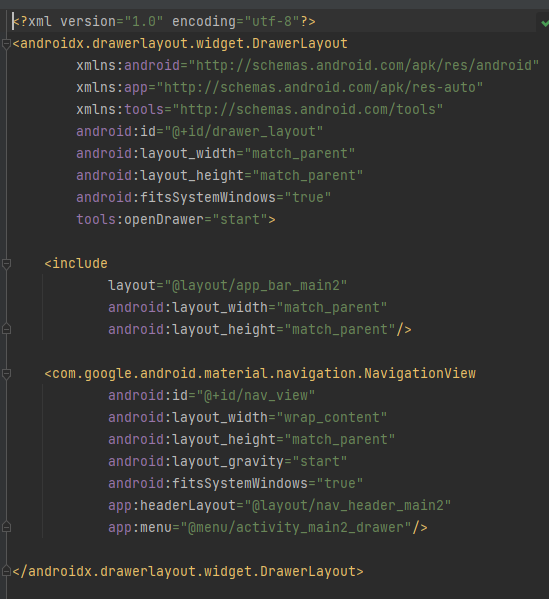 <?xml version="1.0" encoding="utf-8"?>
<androidx.drawerlayout.widget.DrawerLayout
        xmlns:android="http://schemas.android.com/apk/res/android"
        xmlns:app="http://schemas.android.com/apk/res-auto"
        xmlns:tools="http://schemas.android.com/tools"
        android:id="@+id/drawer_layout"
        android:layout_width="match_parent"
        android:layout_height="match_parent"
        android:fitsSystemWindows="true"
        tools:openDrawer="start">

    <include
            layout="@layout/app_bar_main2"
            android:layout_width="match_parent"
            android:layout_height="match_parent"/>

    <com.google.android.material.navigation.NavigationView
            android:id="@+id/nav_view"
            android:layout_width="wrap_content"
            android:layout_height="match_parent"
            android:layout_gravity="start"
            android:fitsSystemWindows="true"
            app:headerLayout="@layout/nav_header_main2"
            app:menu="@menu/activity_main2_drawer"/>

</androidx.drawerlayout.widget.DrawerLayout>